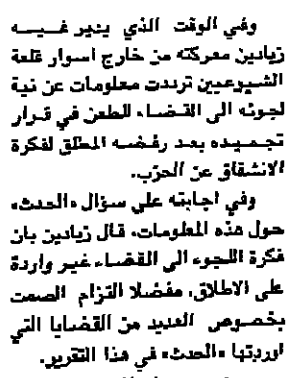 وفي الوقت الذي يدير فيه
زيادين معركته من خارج اسوار قلعة
الشيوعيين ترددت معلومات عن نية
لجوئه الى القضاء للطعن في قرار
تجميده بعد رفضه المطلق لفكرة
الانشقاق عن الحزب.
وفي اجابته على سؤال «الحدث»
حول هذه المعلومات، قال زيادين بان
فكرة اللجوء الى القضاء غير واردة
على الاطلاق، مفضلا التزام الصمت
بخصوص العديد من القضايا التي
اوردتها «الحدث» في هذا التقرير.